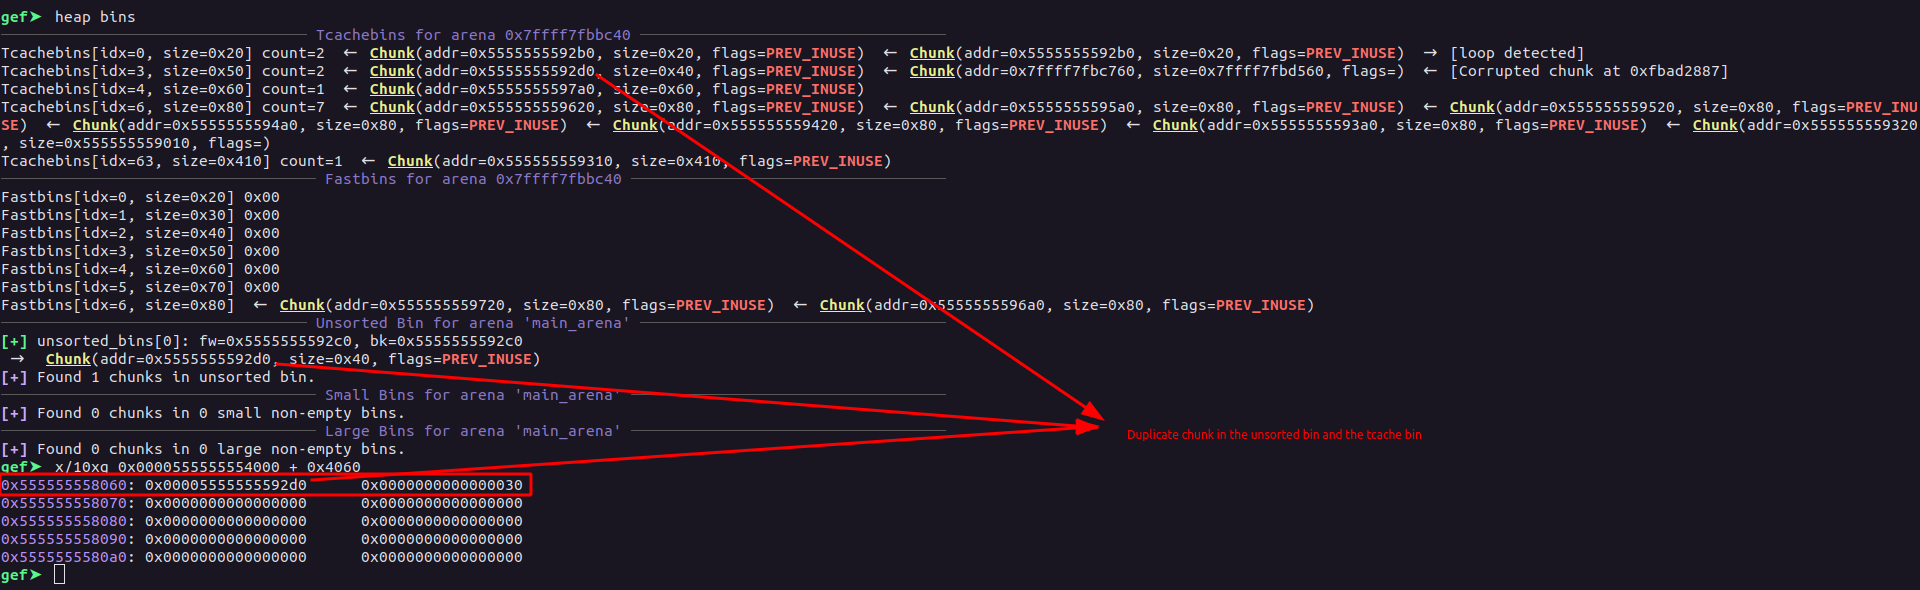 gef➤  heap bins
Tcachebins for arena 0x7ffff7fbbc40
Tcachebins[idx=0, size=0x20] count=2  ←  Chunk(addr=0x5555555592b0, size=0x20, flags=PREV_INUSE)  ←  Chunk(addr=0x5555555592b0, size=0x20, flags=PREV_INUSE)  →  [loop detected]
Tcachebins[idx=3, size=0x50] count=2  ←  Chunk(addr=0x5555555592d0, size=0x40, flags=PREV_INUSE)  ←  Chunk(addr=0x7ffff7fbc760, size=0x7ffff7fbd560, flags=)  ←  [Corrupted chunk at 0xfbad2887]
Tcachebins[idx=4, size=0x60] count=1  ←  Chunk(addr=0x5555555597a0, size=0x60, flags=PREV_INUSE)
Tcachebins[idx=6, size=0x80] count=7  ←  Chunk(addr=0x555555559620, size=0x80, flags=PREV_INUSE)  ←  Chunk(addr=0x5555555595a0, size=0x80, flags=PREV_INUSE)  ←  Chunk(addr=0x555555559520, size=0x80, flags=PREV_INU
SE)  ←  Chunk(addr=0x5555555594a0, size=0x80, flags=PREV_INUSE)  ←  Chunk(addr=0x555555559420, size=0x80, flags=PREV_INUSE)  ←  Chunk(addr=0x5555555593a0, size=0x80, flags=PREV_INUSE)  ←  Chunk(addr=0x555555559320
, size=0x555555559010, flags=)
Tcachebins[idx=63, size=0x410] count=1  ←  Chunk(addr=0x555555559310, size=0x410, flags=PREV_INUSE)
Fastbins for arena 0x7ffff7fbbc40
Fastbins[idx=0, size=0x20] 0x00
Fastbins[idx=1, size=0x30] 0x00
Fastbins[idx=2, size=0x40] 0x00
Fastbins[idx=3, size=0x50] 0x00
Fastbins[idx=4, size=0x60] 0x00
Fastbins[idx=5, size=0x70] 0x00
Fastbins[idx=6, size=0x80]  ←  Chunk(addr=0x555555559720, size=0x80, flags=PREV_INUSE)  ←  Chunk(addr=0x5555555596a0, size=0x80, flags=PREV_INUSE)
Unsorted Bin for arena 'main_arena'
[+] unsorted_bins[0]: fw=0x5555555592c0, bk=0x5555555592c0
→  Chunk(addr=0x5555555592d0, size=0x40, flags=PREV_INUSE)
[+] Found 1 chunks in unsorted bin.
Small Bins for arena 'main_arena'
[+] Found 0 chunks in 0 small non-empty bins.
Large Bins for arena 'main_arena'
Duplicate chunk in the unsorted bin and the tcache bin
[+] Found 0 chunks in 0 large non-empty bins.
gef➤  x/10xg 0x0000555555554000 + 0x4060
0x555555558060: 0x00005555555592d0 0x0000000000000030
0x555555558070: 0x0000000000000000 0x0000000000000000
0x555555558080: 0x0000000000000000 0x0000000000000000
0x555555558090: 0x0000000000000000 0x0000000000000000
0x5555555580a0: 0x0000000000000000 0x0000000000000000
gef➤